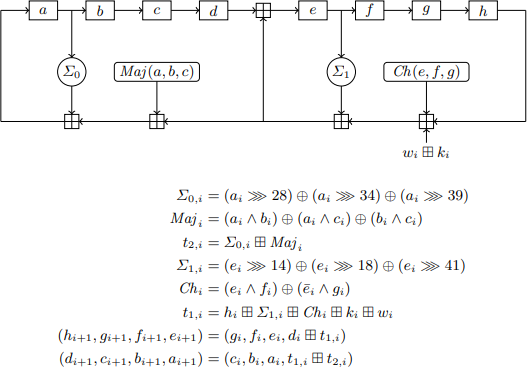 a b c d e f g h
Σ₀ Maj(a, b, c) Σ₁ Ch(e, f, g)
wᵢ ⊞ kᵢ
Σ₀,ᵢ = (aᵢ ⋙ 28) ⊕ (aᵢ ⋙ 34) ⊕ (aᵢ ⋙ 39)
Majᵢ = (aᵢ ∧ bᵢ) ⊕ (aᵢ ∧ cᵢ) ⊕ (bᵢ ∧ cᵢ)
t₂,ᵢ = Σ₀,ᵢ ⊞ Majᵢ
Σ₁,ᵢ = (eᵢ ⋙ 14) ⊕ (eᵢ ⋙ 18) ⊕ (eᵢ ⋙ 41)
Chᵢ = (eᵢ ∧ fᵢ) ⊕ (ēᵢ ∧ gᵢ)
t₁,ᵢ = hᵢ ⊞ Σ₁,ᵢ ⊞ Chᵢ ⊞ kᵢ ⊞ wᵢ
(hᵢ₊₁, gᵢ₊₁, fᵢ₊₁, eᵢ₊₁) = (gᵢ, fᵢ, eᵢ, dᵢ ⊞ t₁,ᵢ)
(dᵢ₊₁, cᵢ₊₁, bᵢ₊₁, aᵢ₊₁) = (cᵢ, bᵢ, aᵢ, t₁,ᵢ ⊞ t₂,ᵢ)